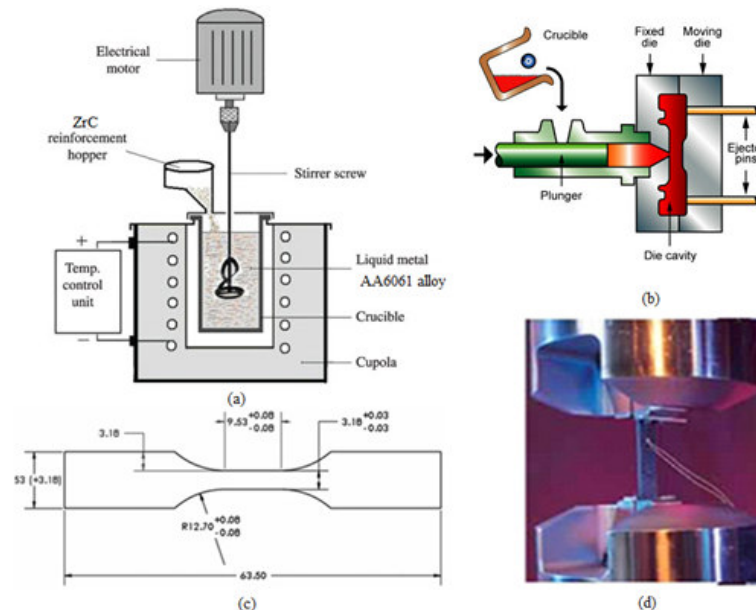 Electrical
motor
ZrC
reinforcement
hopper
Stirrer screw
+
Temp.
control
unit
−
Liquid metal
AA6061 alloy
Crucible
Cupola
(a)
Crucible
Fixed
die
Moving
die
Plunger
Ejecto
pins
Die cavity
(b)
3.18
9.53 +0.08
-0.08
3.18 +0.03
-0.03
53 (+3.18)
R12.70 +0.08
-0.08
63.50
(c)
(d)